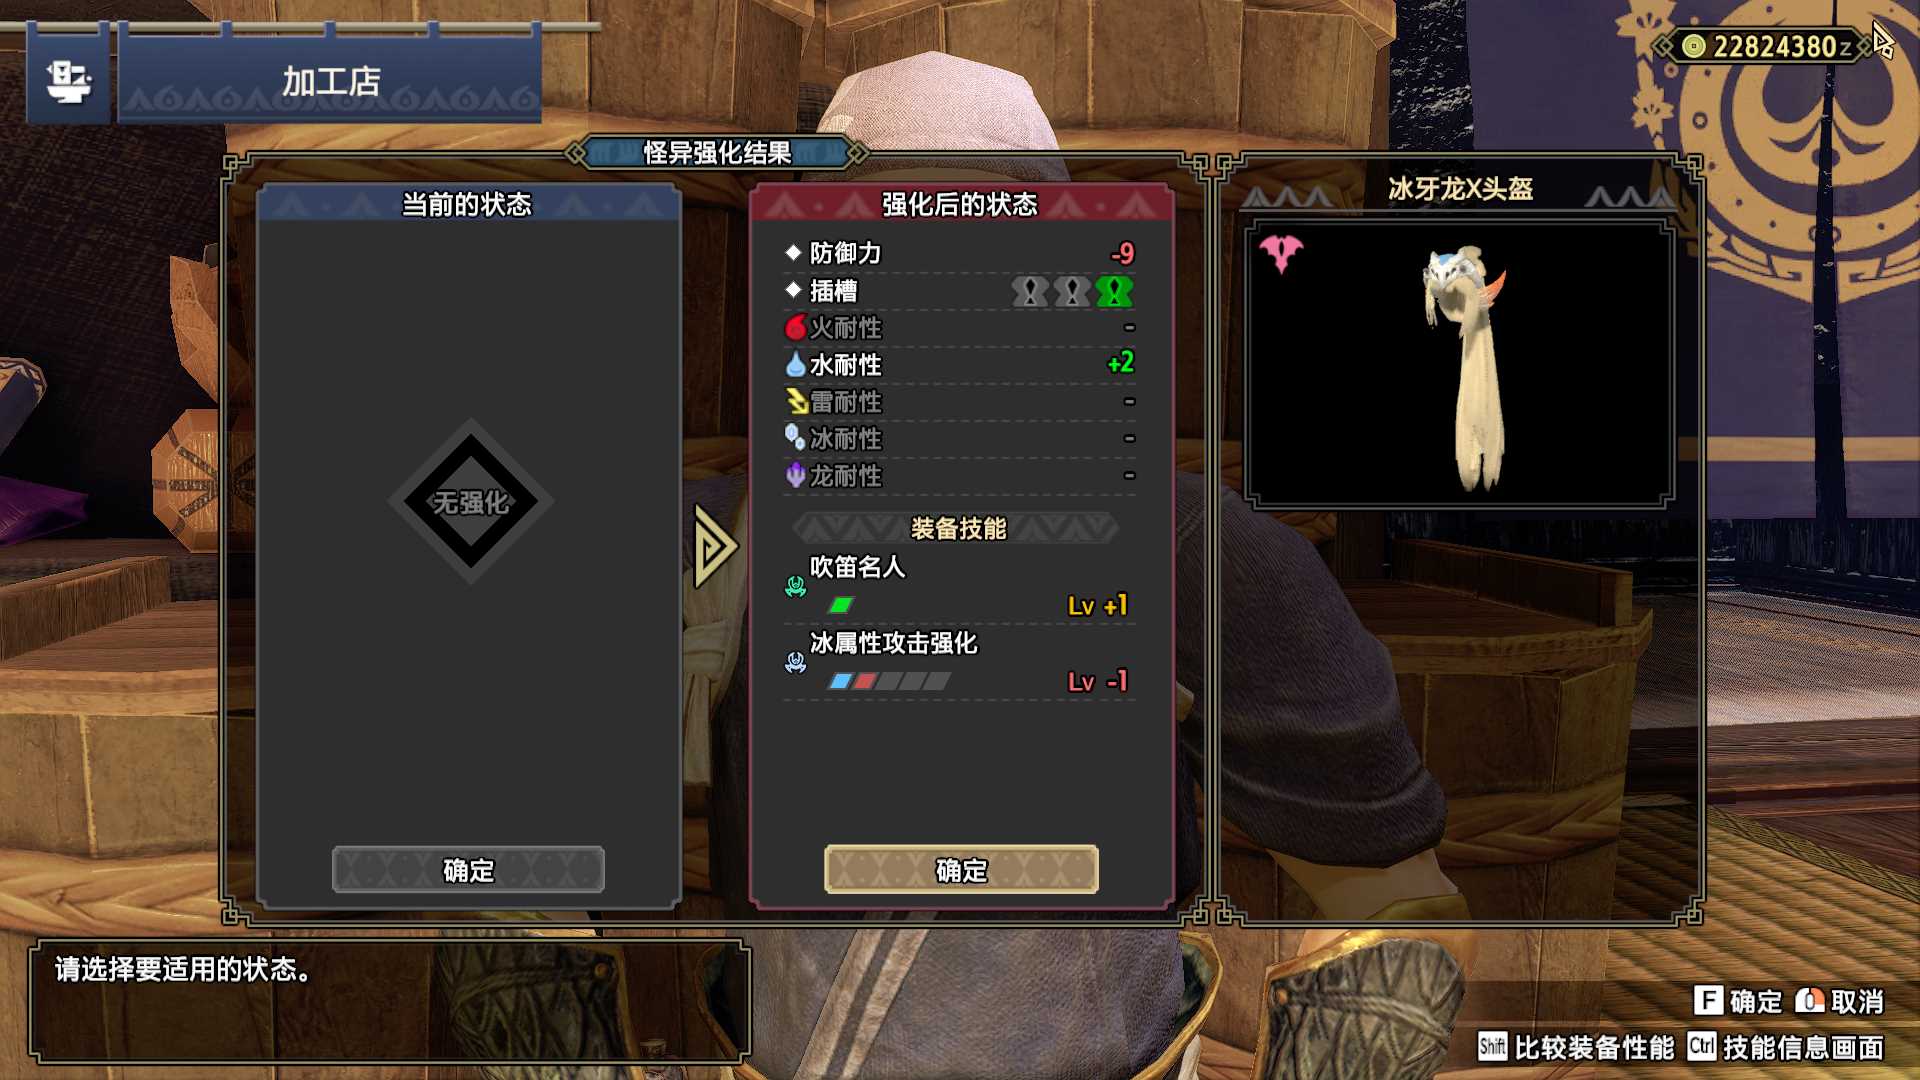 加工店
22824380z
怪异强化结果
当前的状态
无强化
确定
强化后的状态
防御力 -9
插槽
火耐性 -
水耐性 +2
雷耐性 -
冰耐性 -
龙耐性 -
装备技能
吹笛名人
Lv +1
冰属性攻击强化
Lv -1
确定
冰牙龙X头盔
请选择要适用的状态。
F 确定 取消
Shift 比较装备性能 Ctrl 技能信息画面